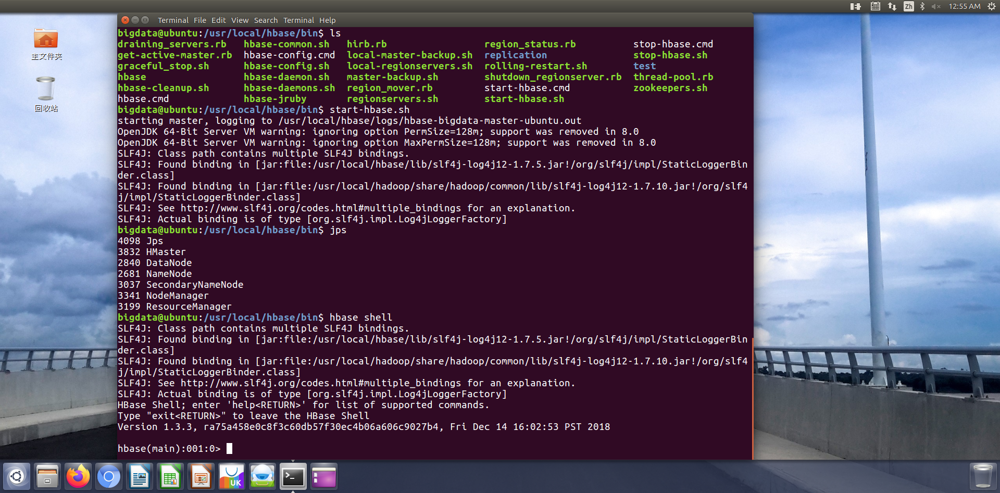 Zh 12:55 AM
主文件夹
回收站
Terminal File Edit View Search Terminal Help
bigdata@ubuntu:/usr/local/hbase/bin$ ls
draining_servers.rb hbase-common.sh hirb.rb region_status.rb stop-hbase.cmd
get-active-master.rb hbase-config.cmd local-master-backup.sh replication stop-hbase.sh
graceful_stop.sh hbase-config.sh local-regionservers.sh rolling-restart.sh test
hbase hbase-daemon.sh master-backup.sh shutdown_regionserver.rb thread-pool.rb
hbase-cleanup.sh hbase-daemons.sh region_mover.rb start-hbase.cmd zookeepers.sh
hbase.cmd hbase-jruby regionservers.sh start-hbase.sh
bigdata@ubuntu:/usr/local/hbase/bin$ start-hbase.sh
starting master, logging to /usr/local/hbase/logs/hbase-bigdata-master-ubuntu.out
OpenJDK 64-Bit Server VM warning: ignoring option PermSize=128m; support was removed in 8.0
OpenJDK 64-Bit Server VM warning: ignoring option MaxPermSize=128m; support was removed in 8.0
SLF4J: Class path contains multiple SLF4J bindings.
SLF4J: Found binding in [jar:file:/usr/local/hbase/lib/slf4j-log4j12-1.7.5.jar!/org/slf4j/impl/StaticLoggerBin
der.class]
SLF4J: Found binding in [jar:file:/usr/local/hadoop/share/hadoop/common/lib/slf4j-log4j12-1.7.10.jar!/org/slf4
j/impl/StaticLoggerBinder.class]
SLF4J: See http://www.slf4j.org/codes.html#multiple_bindings for an explanation.
SLF4J: Actual binding is of type [org.slf4j.impl.Log4jLoggerFactory]
bigdata@ubuntu:/usr/local/hbase/bin$ jps
4098 Jps
3832 HMaster
2840 DataNode
2681 NameNode
3037 SecondaryNameNode
3341 NodeManager
3199 ResourceManager
bigdata@ubuntu:/usr/local/hbase/bin$ hbase shell
SLF4J: Class path contains multiple SLF4J bindings.
SLF4J: Found binding in [jar:file:/usr/local/hbase/lib/slf4j-log4j12-1.7.5.jar!/org/slf4j/impl/StaticLoggerBin
der.class]
SLF4J: Found binding in [jar:file:/usr/local/hadoop/share/hadoop/common/lib/slf4j-log4j12-1.7.10.jar!/org/slf4
j/impl/StaticLoggerBinder.class]
SLF4J: See http://www.slf4j.org/codes.html#multiple_bindings for an explanation.
SLF4J: Actual binding is of type [org.slf4j.impl.Log4jLoggerFactory]
HBase Shell; enter 'help<RETURN>' for list of supported commands.
Type "exit<RETURN>" to leave the HBase Shell
Version 1.3.3, ra75a458e0c8f3c60db57f30ec4b06a606c9027b4, Fri Dec 14 16:02:53 PST 2018
hbase(main):001:0>
UK